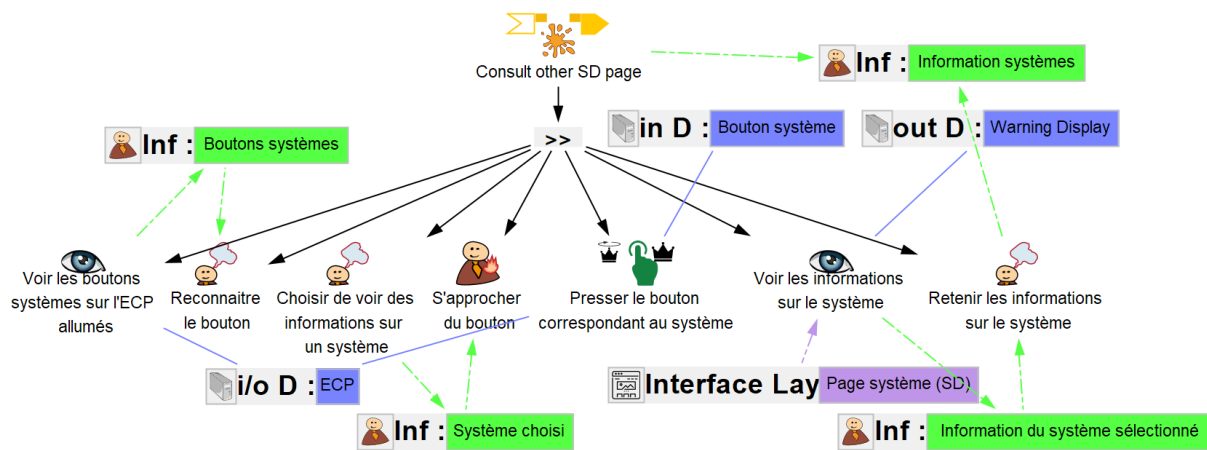 Consult other SD page
Inf : Information systèmes
in D : Bouton système
out D : Warning Display
>>
Inf : Boutons systèmes
Voir les boutons
systèmes sur l'ECP
allumés
Reconnaitre
le bouton
Choisir de voir des
informations sur
un système
S'approcher
du bouton
Presser le bouton
correspondant au système
Voir les informations
sur le système
Retenir les informations
sur le système
i/o D : ECP
Interface Lay Page système (SD)
Inf : Système choisi
Inf : Information du système sélectionné